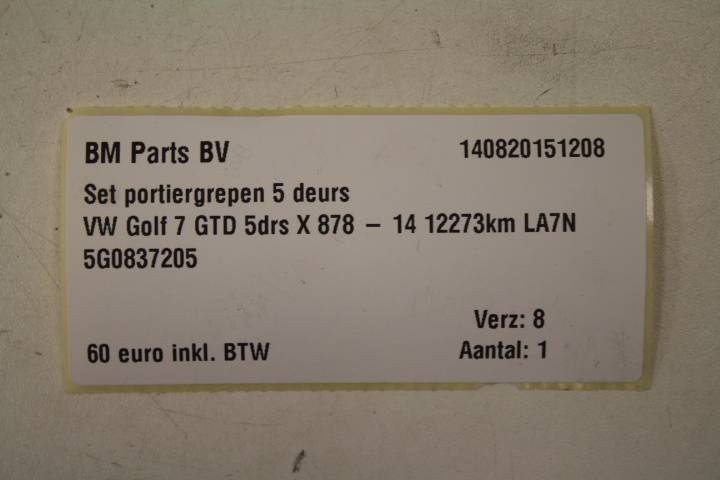 BM Parts BV 140820151208
Set portiergrepen 5 deurs
VW Golf 7 GTD 5drs X 878 – 14 12273km LA7N
5G0837205
Verz: 8
60 euro inkl. BTW Aantal: 1